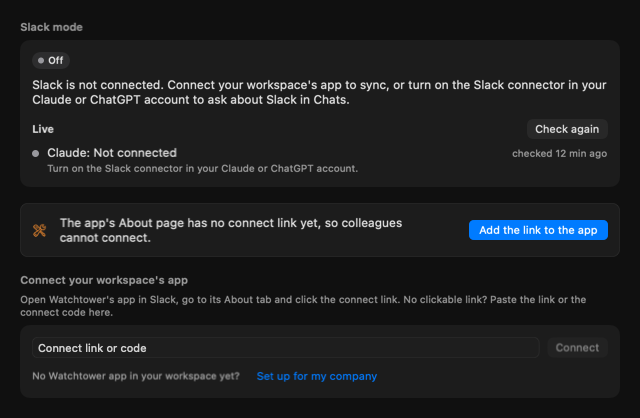 Slack mode
Off
Slack is not connected. Connect your workspace's app to sync, or turn on the Slack connector in your
Claude or ChatGPT account to ask about Slack in Chats.
Live
Check again
Claude: Not connected
checked 12 min ago
Turn on the Slack connector in your Claude or ChatGPT account.
The app's About page has no connect link yet, so colleagues
cannot connect.
Add the link to the app
Connect your workspace's app
Open Watchtower's app in Slack, go to its About tab and click the connect link. No clickable link? Paste the link or the
connect code here.
Connect link or code
Connect
No Watchtower app in your workspace yet?
Set up for my company